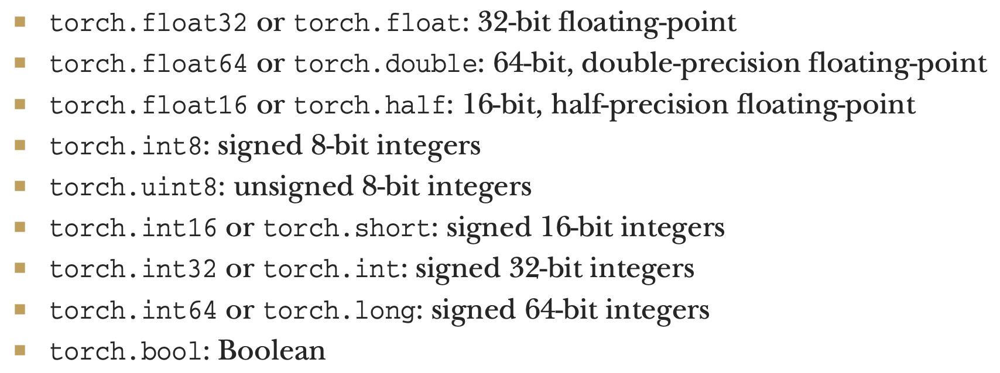 ■ torch.float32 or torch.float: 32-bit floating-point
■ torch.float64 or torch.double: 64-bit, double-precision floating-point
■ torch.float16 or torch.half: 16-bit, half-precision floating-point
■ torch.int8: signed 8-bit integers
■ torch.uint8: unsigned 8-bit integers
■ torch.int16 or torch.short: signed 16-bit integers
■ torch.int32 or torch.int: signed 32-bit integers
■ torch.int64 or torch.long: signed 64-bit integers
■ torch.bool: Boolean